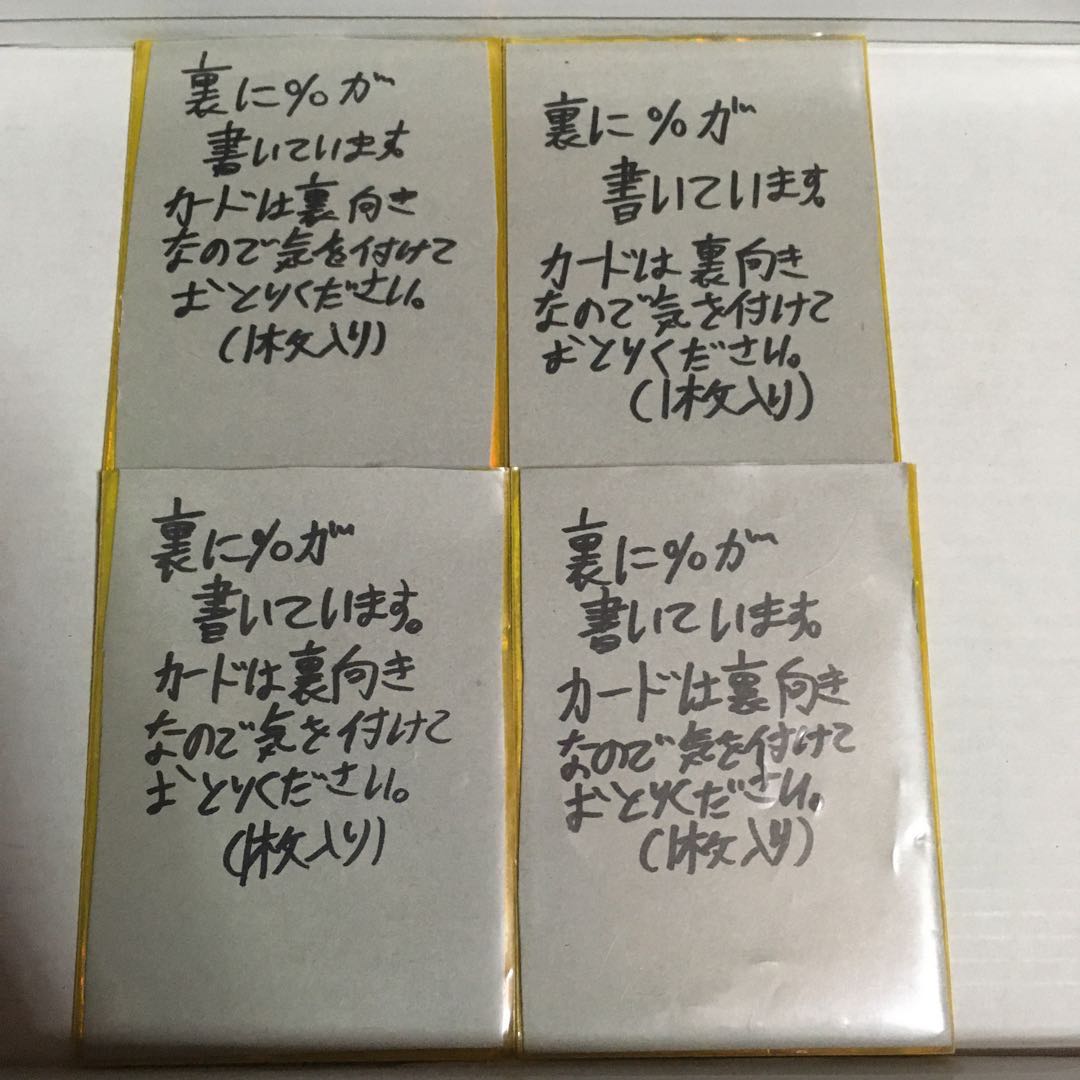 裏に%が
書いています
カードは裏向き
なので気を付けて
おとりください。
(1枚入り)
裏に%が
書いています。
カードは裏向き
なので気を付けて
おとりください。
(1枚入り)
裏に%が
書いています。
カードは裏向き
なので気を付けて
おとりください。
(1枚入り)
裏に%が
書いています。
カードは裏向き
なので気を付けて
おとりください。
(1枚入り)